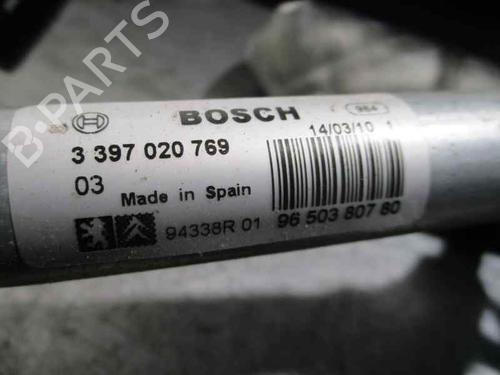 BOSCH
984
3 397 020 769
14/03/10 1
03
Made in Spain
94338R 01
96 503 807 80
B-PARTS